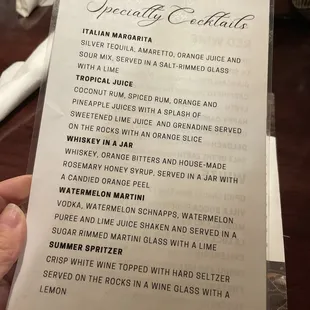 Specialty Cocktails
ITALIAN MARGARITA
SILVER TEQUILA, AMARETTO, ORANGE JUICE AND
SOUR MIX, SERVED IN A SALT-RIMMED GLASS
WITH A LIME
TROPICAL JUICE
COCONUT RUM, SPICED RUM, ORANGE AND
PINEAPPLE JUICES WITH A SPLASH OF
SWEETENED LIME JUICE AND GRENADINE SERVED
ON THE ROCKS WITH AN ORANGE SLICE
WHISKEY IN A JAR
WHISKEY, ORANGE BITTERS AND HOUSE-MADE
ROSEMARY HONEY SYRUP. SERVED IN A JAR WITH
A CANDIED ORANGE PEEL
WATERMELON MARTINI
VODKA, WATERMELON SCHNAPPS, WATERMELON
PUREE AND LIME JUICE SHAKEN AND SERVED IN A
SUGAR RIMMED MARTINI GLASS WITH A LIME
SUMMER SPRITZER
CRISP WHITE WINE TOPPED WITH HARD SELTZER
SERVED ON THE ROCKS IN A WINE GLASS WITH A
LEMON